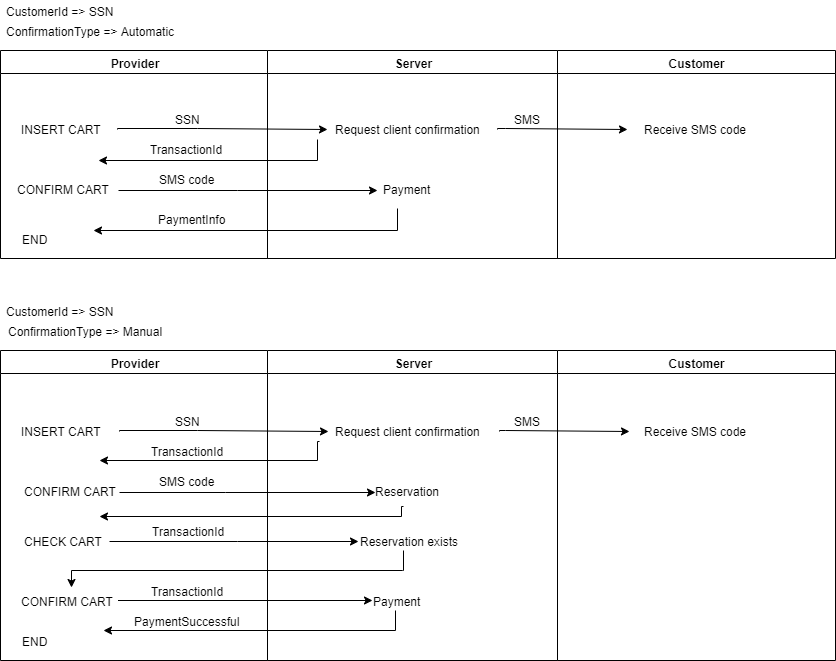 CustomerId => SSN
ConfirmationType => Automatic
Provider Server Customer
SSN SMS
INSERT CART Request client confirmation Receive SMS code
TransactionId
SMS code
CONFIRM CART Payment
PaymentInfo
END
CustomerId => SSN
ConfirmationType => Manual
Provider Server Customer
SSN SMS
INSERT CART Request client confirmation Receive SMS code
TransactionId
SMS code
CONFIRM CART Reservation
TransactionId
CHECK CART Reservation exists
TransactionId
CONFIRM CART Payment
PaymentSuccessful
END